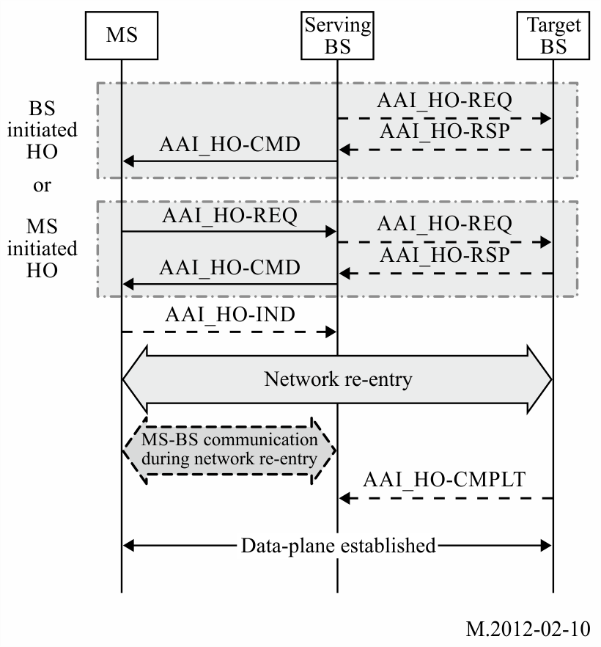 MS
Serving
BS
Target
BS
BS
initiated
HO
AAI_HO-REQ
AAI_HO-RSP
AAI_HO-CMD
or
MS
initiated
HO
AAI_HO-REQ
AAI_HO-REQ
AAI_HO-RSP
AAI_HO-CMD
AAI_HO-IND
Network re-entry
MS-BS communication
during network re-entry
AAI_HO-CMPLT
Data-plane established
M.2012-02-10